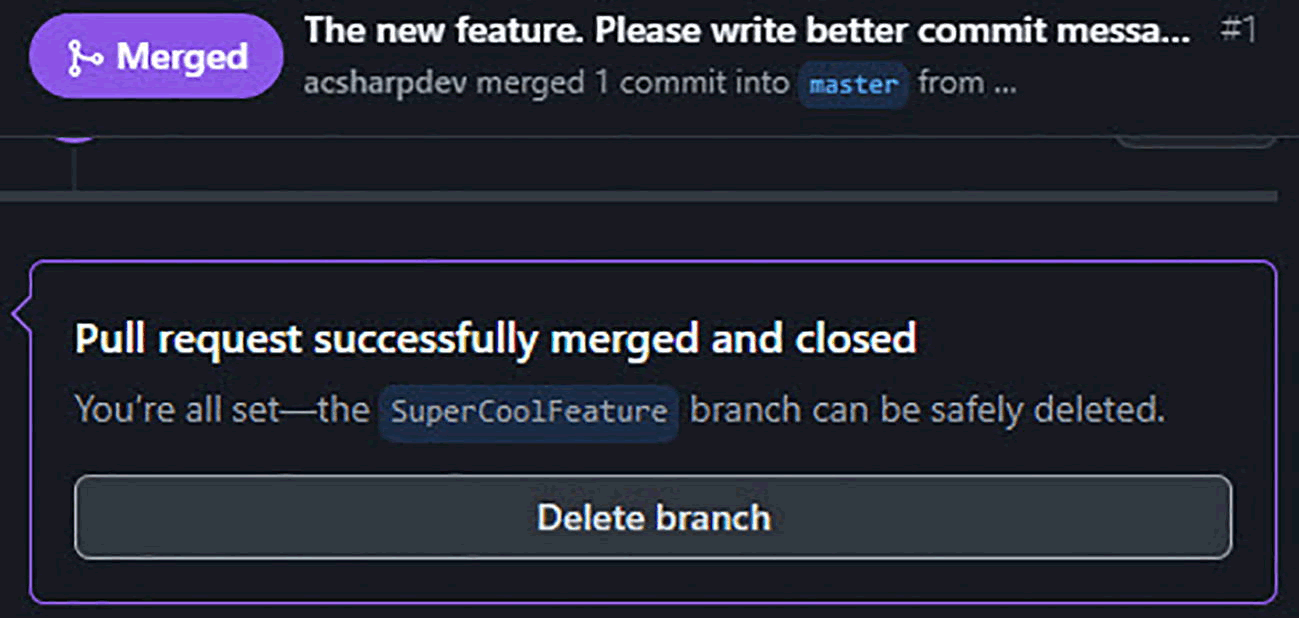 Merged
The new feature. Please write better commit messa... #1
acsharpdev merged 1 commit into master from ...
Pull request successfully merged and closed
You're all set—the SuperCoolFeature branch can be safely deleted.
Delete branch